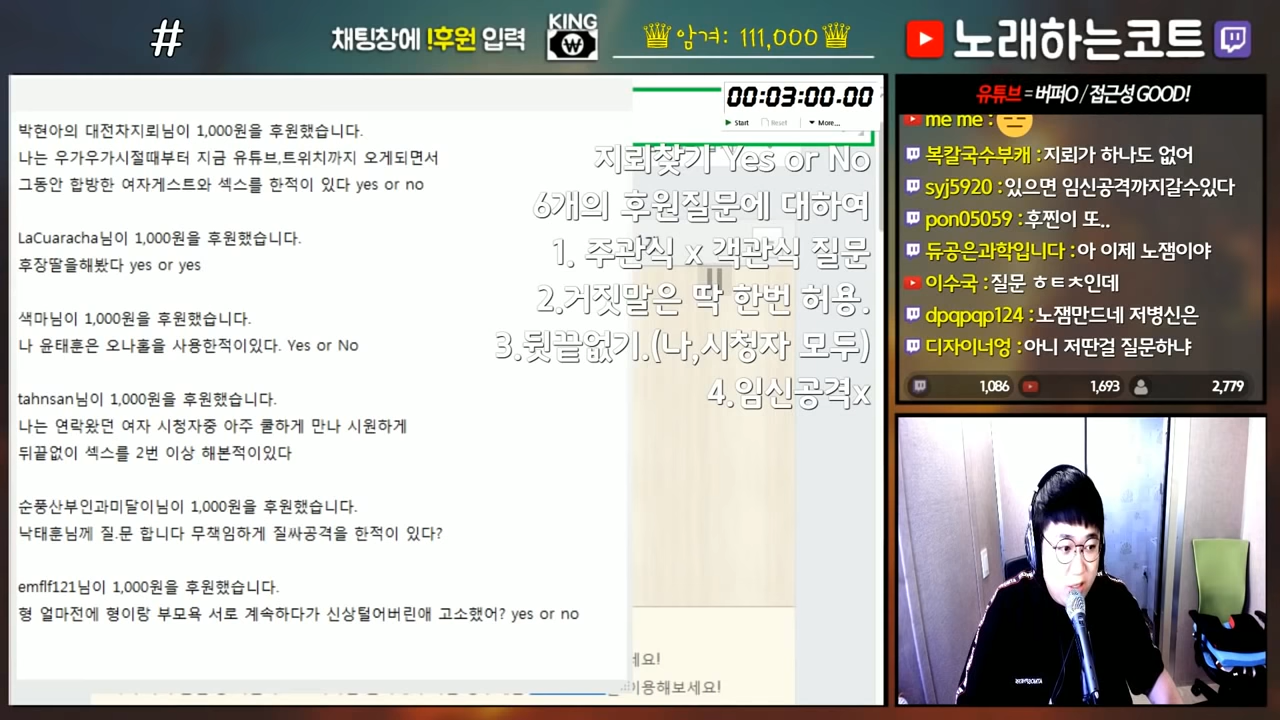 #
채팅창에 !후원 입력
KING
₩
암겨: 111,000
노래하는코트
박현아의 대전차지뢰님이 1,000원을 후원했습니다.
나는 우가우가시절때부터 지금 유튜브,트위치까지 오게되면서
그동안 합방한 여자게스트와 섹스를 한적이 있다 yes or no
LaCuaracha님이 1,000원을 후원했습니다.
후장딸을해봤다 yes or yes
색마님이 1,000원을 후원했습니다.
나 윤태훈은 오나홀을 사용한적이있다. Yes or No
tahnsan님이 1,000원을 후원했습니다.
나는 연락왔던 여자 시청자중 아주 쿨하게 만나 시원하게
뒤끝없이 섹스를 2번 이상 해본적이있다
순풍산부인과미달이님이 1,000원을 후원했습니다.
낙태훈님께 질.문 합니다 무책임하게 질싸공격을 한적이 있다?
emflf121님이 1,000원을 후원했습니다.
형 얼마전에 형이랑 부모욕 서로 계속하다가 신상털어버린애 고소했어? yes or no
00:03:00.00
Start Reset More...
지뢰찾기 Yes or No
6개의 후원질문에 대하여
1. 주관식 x 객관식 질문
2.거짓말은 딱 한번 허용.
3.뒷끝없기.(나,시청자 모두)
4.임신공격x
세요!
이용해보세요!
유튜브 = 버퍼O / 접근성 GOOD!
me me :
복칼국수부캐 : 지뢰가 하나도 없어
syj5920 : 있으면 임신공격까지갈수있다
pon05059 : 후찐이 또..
듀공은과학입니다 : 아 이제 노잼이야
이수국 : 질문 ㅎㅌㅊ인데
dpqpqp124 : 노잼만드네 저병신은
디자이너엉 : 아니 저딴걸 질문하냐
1,086 1,693 2,779